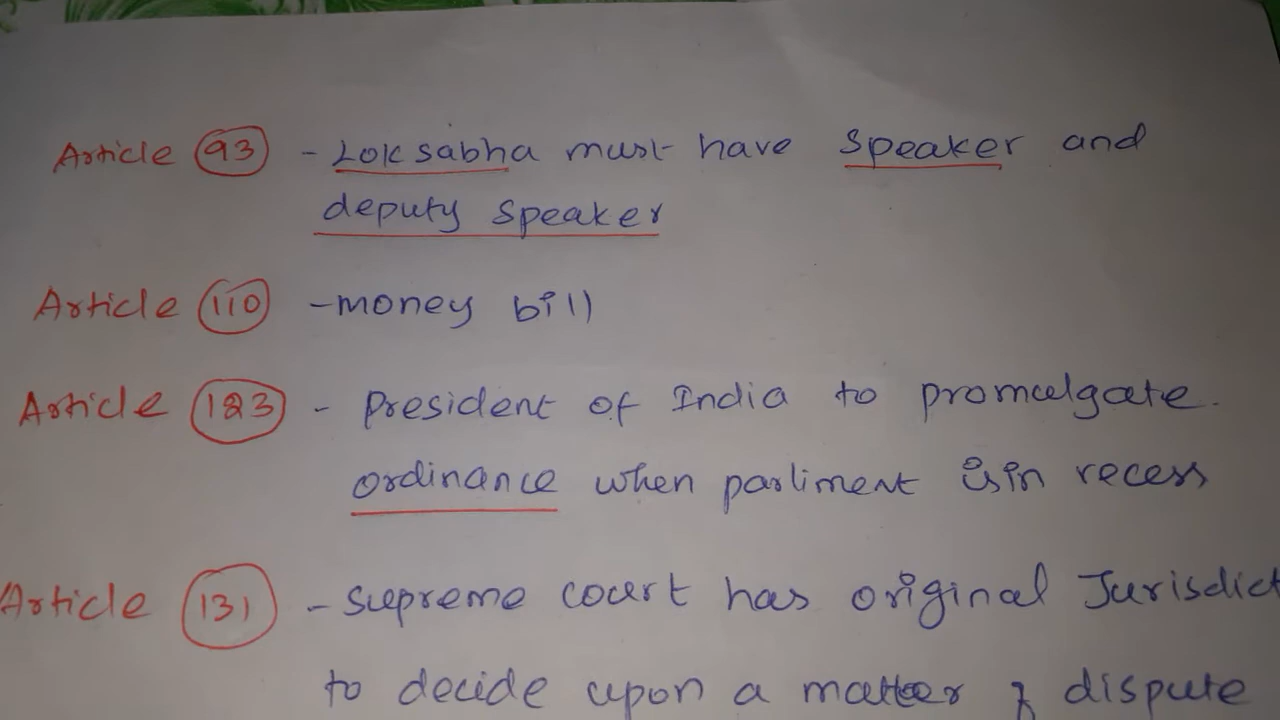 Article 93 - Loksabha must have speaker and
deputy speaker
Article 110 - money bill
Article 123 - president of India to promulgate.
ordinance when parliment is in recess
Article 131 - supreme court has original Jurisdict
to decide upon a matter of dispute